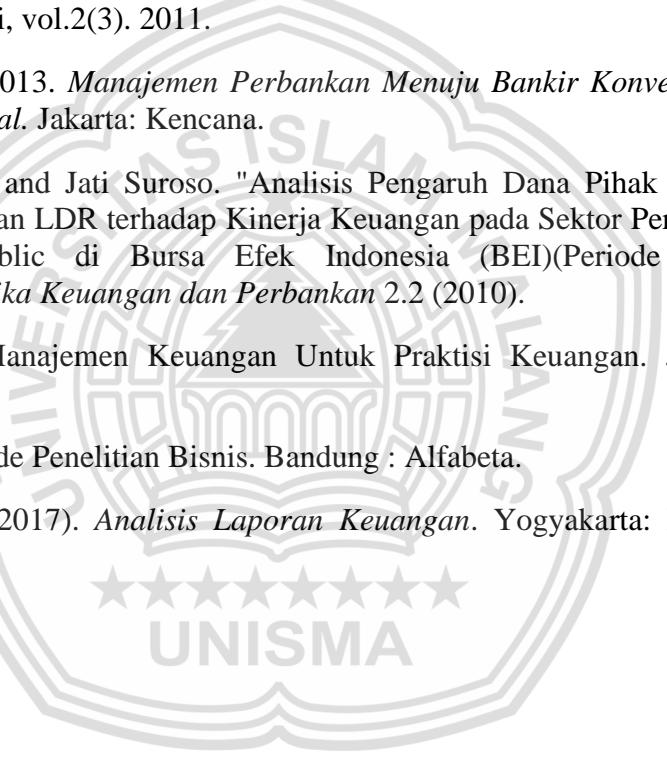 i, vol.2(3). 2011.
013. Manajemen Perbankan Menuju Bankir Konve
al. Jakarta: Kencana.
and Jati Suroso. "Analisis Pengaruh Dana Pihak
an LDR terhadap Kinerja Keuangan pada Sektor Per
blic di Bursa Efek Indonesia (BEI)(Periode
ika Keuangan dan Perbankan 2.2 (2010).
Manajemen Keuangan Untuk Praktisi Keuangan.
de Penelitian Bisnis. Bandung : Alfabeta.
2017). Analisis Laporan Keuangan. Yogyakarta:
UNIVERSITAS ISLAM MALANG
UNISMA